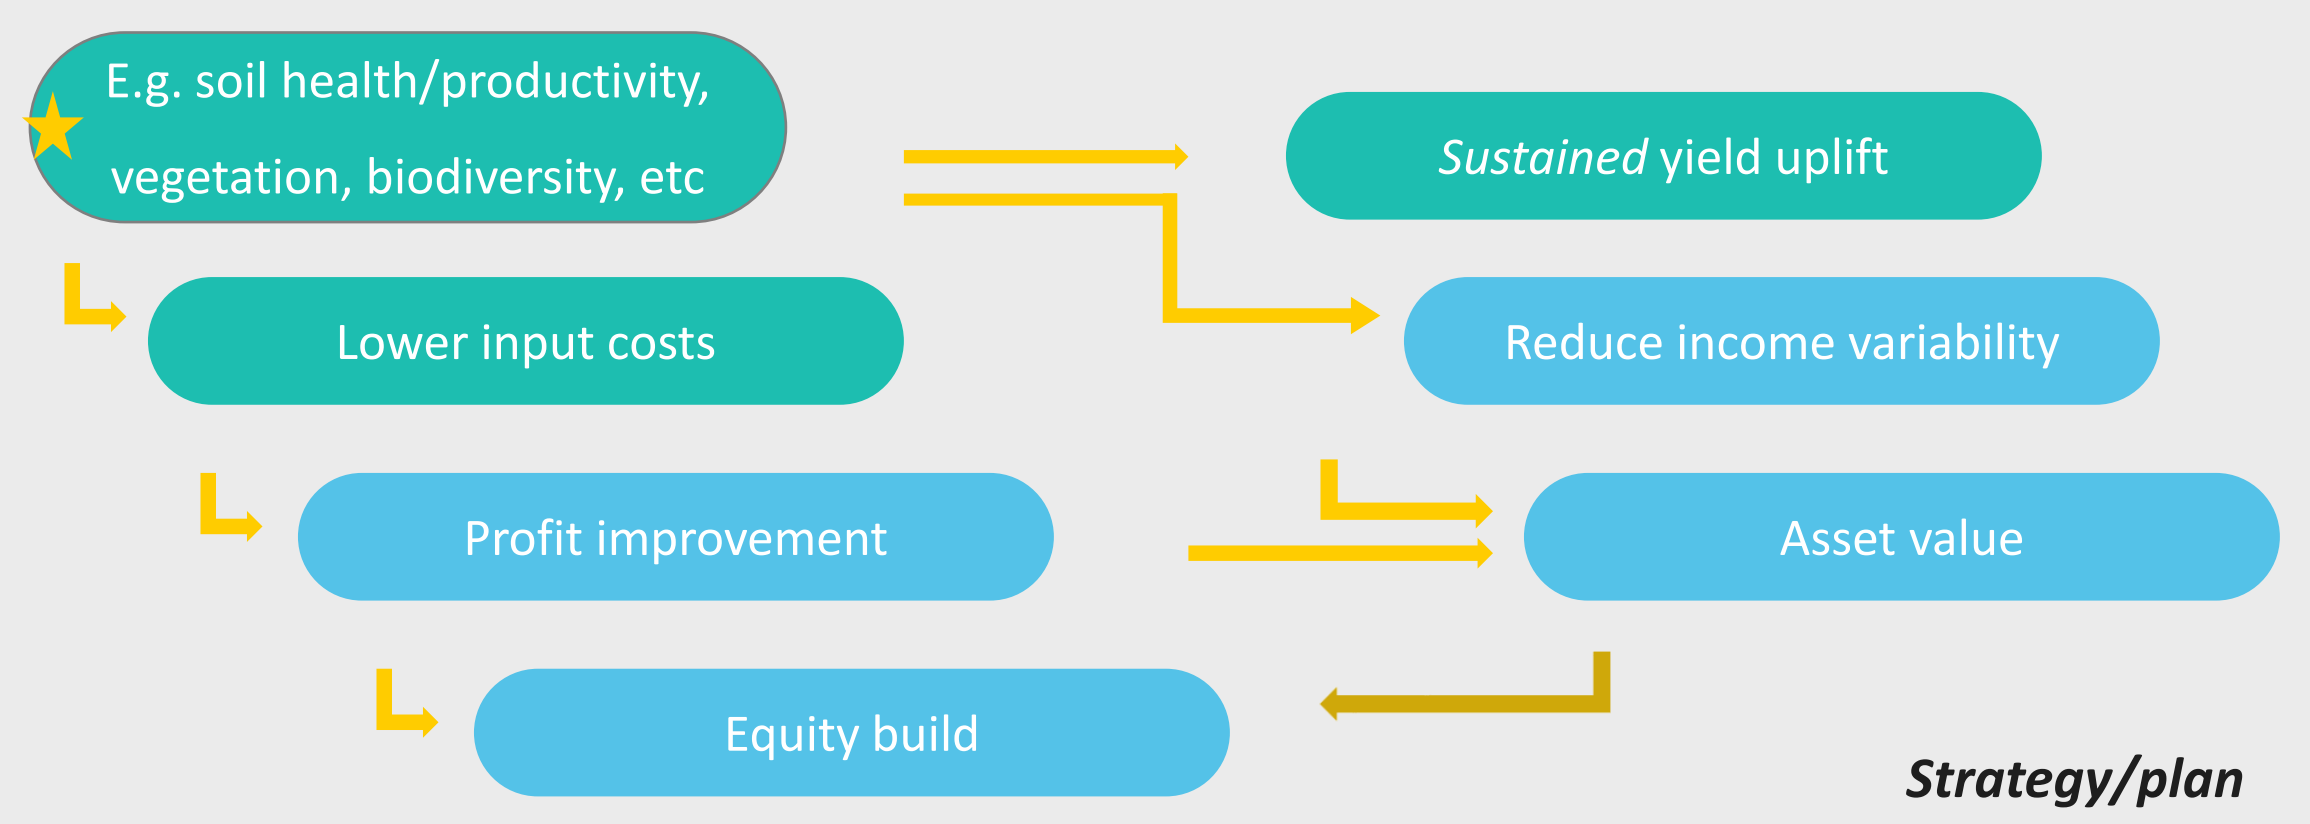 E.g. soil health/productivity,
vegetation, biodiversity, etc
Sustained yield uplift
Lower input costs
Reduce income variability
Profit improvement
Asset value
Equity build
Strategy/plan